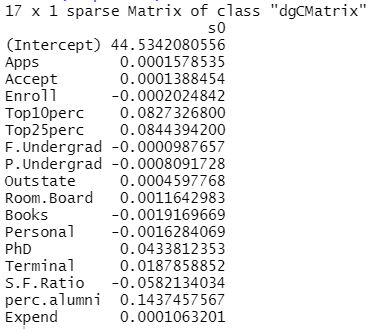 17 x 1 sparse Matrix of class "dgCMatrix"
s0
(Intercept) 44.5342080556
Apps 0.0001578535
Accept 0.0001388454
Enroll -0.0002024842
Top10perc 0.0827326800
Top25perc 0.0844394200
F.Undergrad -0.0000987657
P.Undergrad -0.0008091728
Outstate 0.0004597768
Room.Board 0.0011642983
Books -0.0019169669
Personal -0.0016284069
PhD 0.0433812353
Terminal 0.0187858852
S.F.Ratio -0.0582134034
perc.alumni 0.1437457567
Expend 0.0001063201